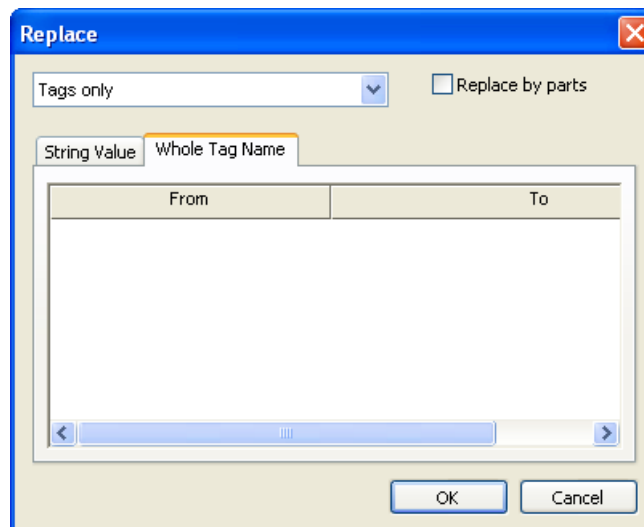 Replace
Tags only
Replace by parts
String Value
Whole Tag Name
From
To
OK
Cancel